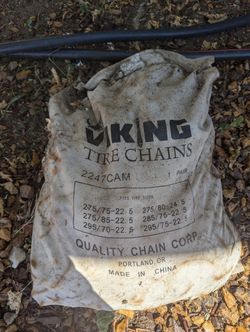 VIKING
TIRE CHAINS
2247CAM 1 PAIR
FITS TIRE SIZES
275/75-22.5 275/80-24.5
275/85-22.5 285/70-22.5
295/70-22.5 295/75-22.5
QUALITY CHAIN CORP.
PORTLAND, OR
MADE IN CHINA